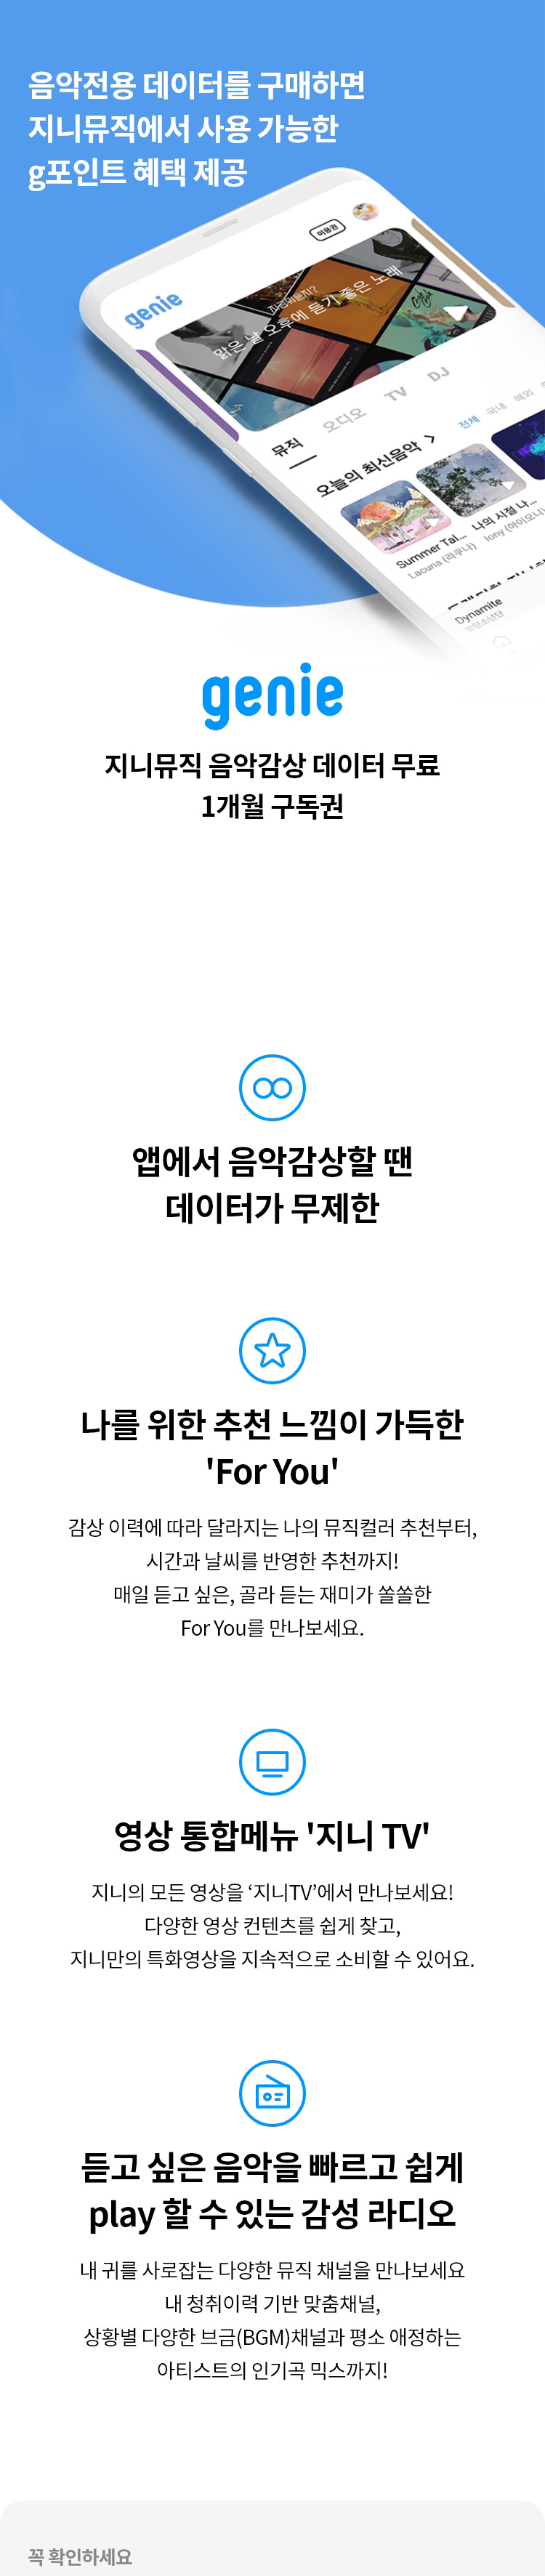 음악전용 데이터를 구매하면
지니뮤직에서 사용 가능한
g포인트 혜택 제공
genie
이용권
맑은 날 오후에 듣기 좋은 노래
뮤직 오디오 TV DJ
오늘의 최신음악 >
전체 국내 해외
Summer Tal... 나의 시절 나...
Lacuna (라쿠나)
Dynamite
방탄소년단
genie
지니뮤직 음악감상 데이터 무료
1개월 구독권
앱에서 음악감상할 땐
데이터가 무제한
나를 위한 추천 느낌이 가득한
'For You'
감상 이력에 따라 달라지는 나의 뮤직컬러 추천부터,
시간과 날씨를 반영한 추천까지!
매일 듣고 싶은, 골라 듣는 재미가 쏠쏠한
For You를 만나보세요.
영상 통합메뉴 '지니 TV'
지니의 모든 영상을 ‘지니TV’에서 만나보세요!
다양한 영상 컨텐츠를 쉽게 찾고,
지니만의 특화영상을 지속적으로 소비할 수 있어요.
듣고 싶은 음악을 빠르고 쉽게
play 할 수 있는 감성 라디오
내 귀를 사로잡는 다양한 뮤직 채널을 만나보세요
내 청취이력 기반 맞춤채널,
상황별 다양한 브금(BGM)채널과 평소 애정하는
아티스트의 인기곡 믹스까지!
꼭 확인하세요